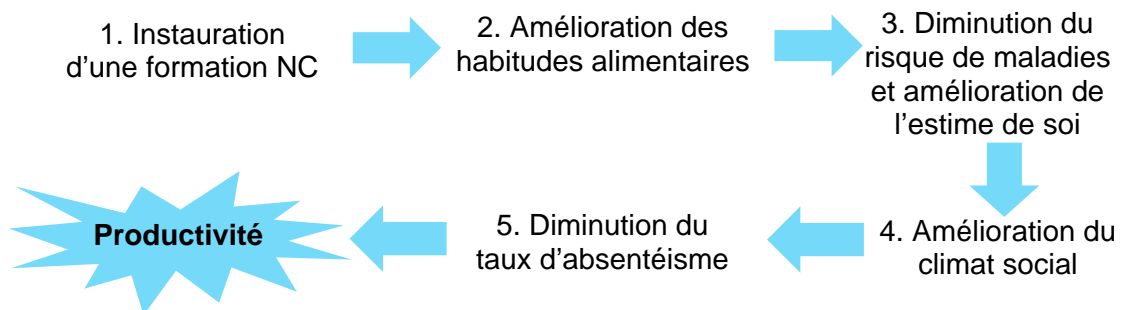 1. Instauration
d'une formation NC
2. Amélioration des
habitudes alimentaires
3. Diminution du
risque de maladies
et amélioration de
l'estime de soi
4. Amélioration du
climat social
5. Diminution du
taux d'absentéisme
Productivité